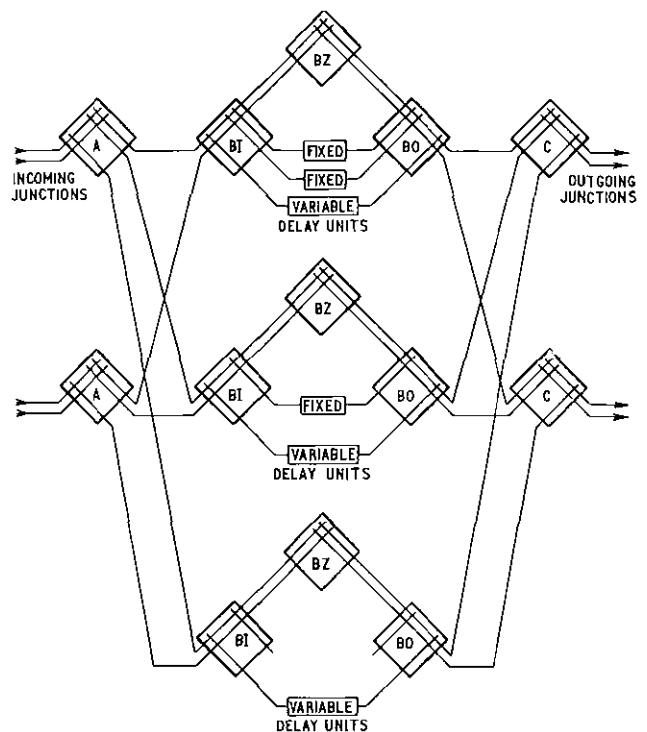 BZ
A
BI
FIXED
BO
C
INCOMING
JUNCTIONS
FIXED
OUTGOING
JUNCTIONS
VARIABLE
DELAY UNITS
BZ
A
BI
FIXED
BO
C
VARIABLE
DELAY UNITS
BZ
BI
BO
VARIABLE
DELAY UNITS